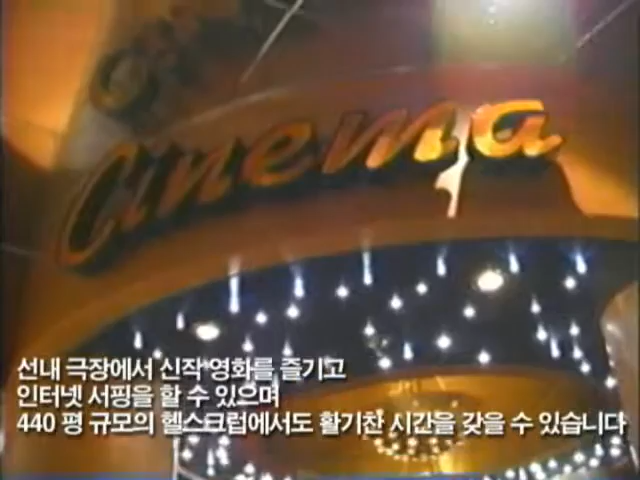 Cinema
선내 극장에서 신작 영화를 즐기고
인터넷 서핑을 할 수 있으며
440 평 규모의 헬스크럽에서도 활기찬 시간을 갖을 수 있습니다